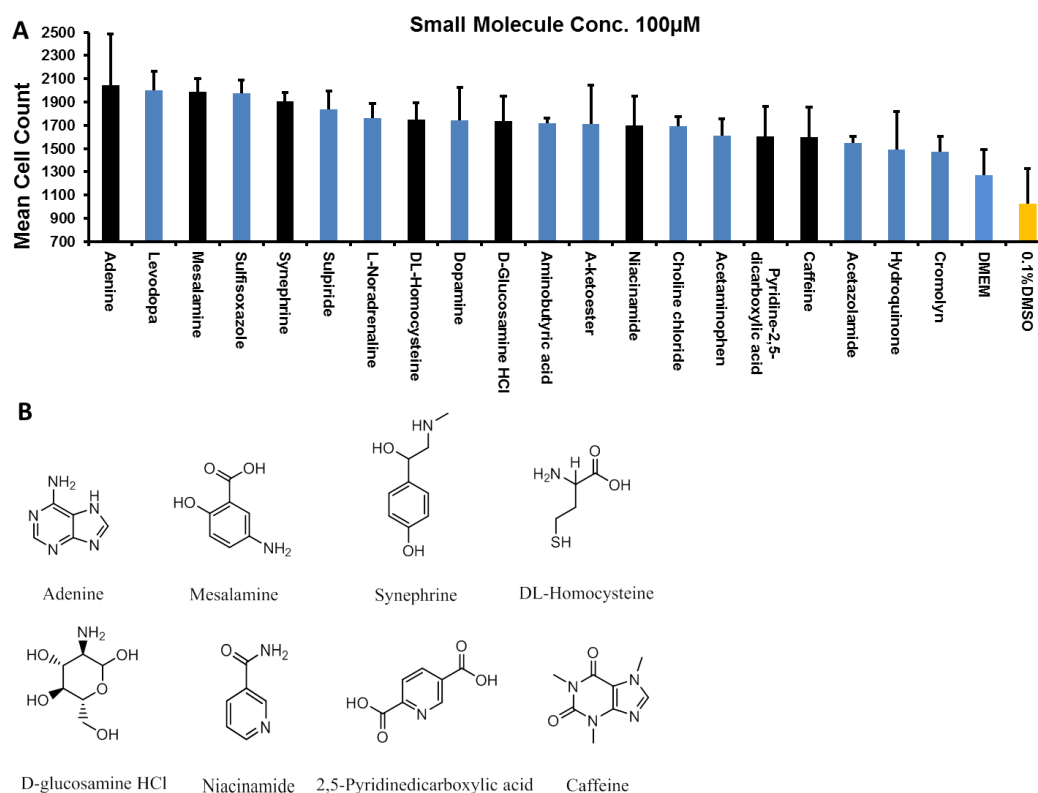 A
Small Molecule Conc. 100µM
Mean Cell Count
2500
2300
2100
1900
1700
1500
1300
1100
900
700
Adenine
Levodopa
Mesalamine
Sulfisoxazole
Synephrine
Sulpiride
L-Noradrenaline
DL-Homocysteine
Dopamine
D-Glucosamine HCl
Aminobutyric acid
A-ketoester
Niacinamide
Choline chloride
Acetaminophen
Pyridine-2,5-
dicarboxylic acid
Caffeine
Acetazolamide
Hydroquinone
Cromolyn
DMEM
0.1%DMSO
B
NH2
H
N
N
N
N
Adenine
O
OH
HO
NH2
Mesalamine
HN
HO
OH
Synephrine
H2N
H
O
OH
SH
DL-Homocysteine
NH2
HO
OH
HO
O
OH
D-glucosamine HCl
O
NH2
N
Niacinamide
O
OH
HO
N
O
2,5-Pyridinedicarboxylic acid
O
N
N
O
N
N
Caffeine